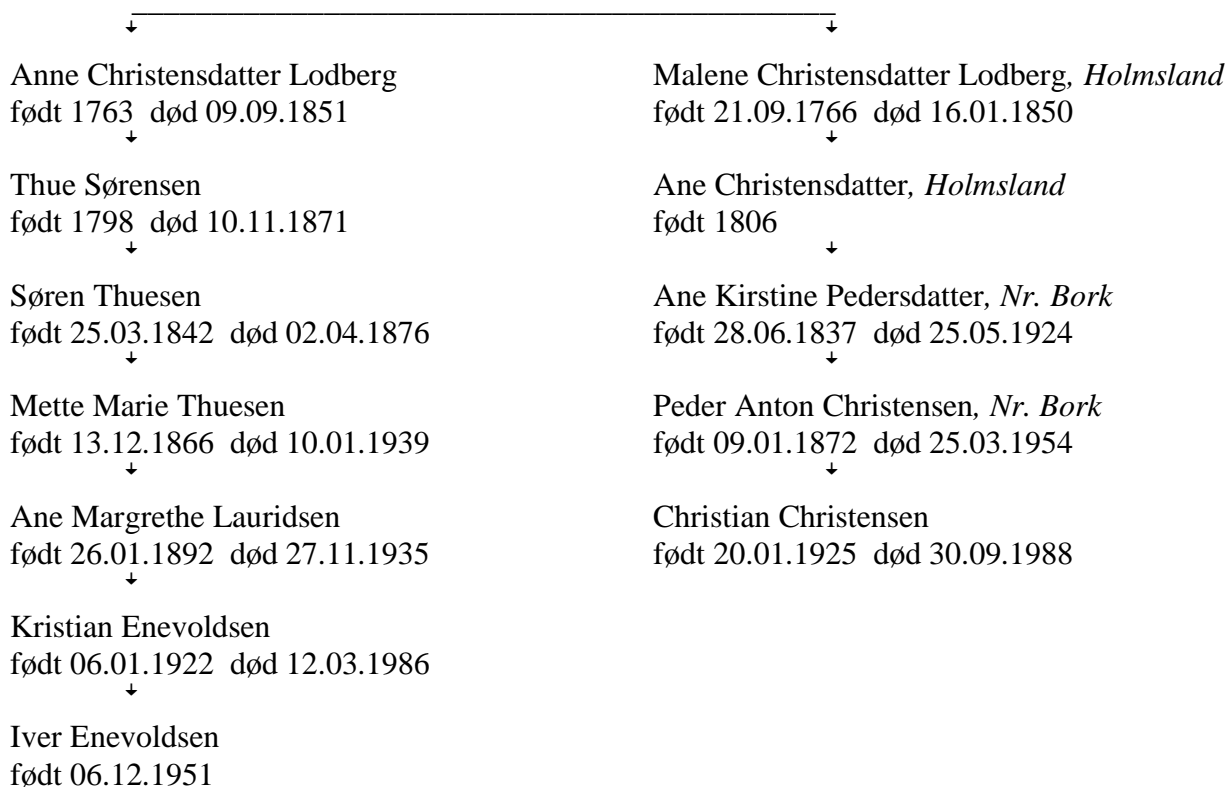 Anne Christensdatter Lodberg
født 1763 død 09.09.1851
Thue Sørensen
født 1798 død 10.11.1871
Søren Thuesen
født 25.03.1842 død 02.04.1876
Mette Marie Thuesen
født 13.12.1866 død 10.01.1939
Ane Margrethe Lauridsen
født 26.01.1892 død 27.11.1935
Kristian Enevoldsen
født 06.01.1922 død 12.03.1986
Iver Enevoldsen
født 06.12.1951
Malene Christensdatter Lodberg, Holmsland
født 21.09.1766 død 16.01.1850
Ane Christensdatter, Holmsland
født 1806
Ane Kirstine Pedersdatter, Nr. Bork
født 28.06.1837 død 25.05.1924
Peder Anton Christensen, Nr. Bork
født 09.01.1872 død 25.03.1954
Christian Christensen
født 20.01.1925 død 30.09.1988